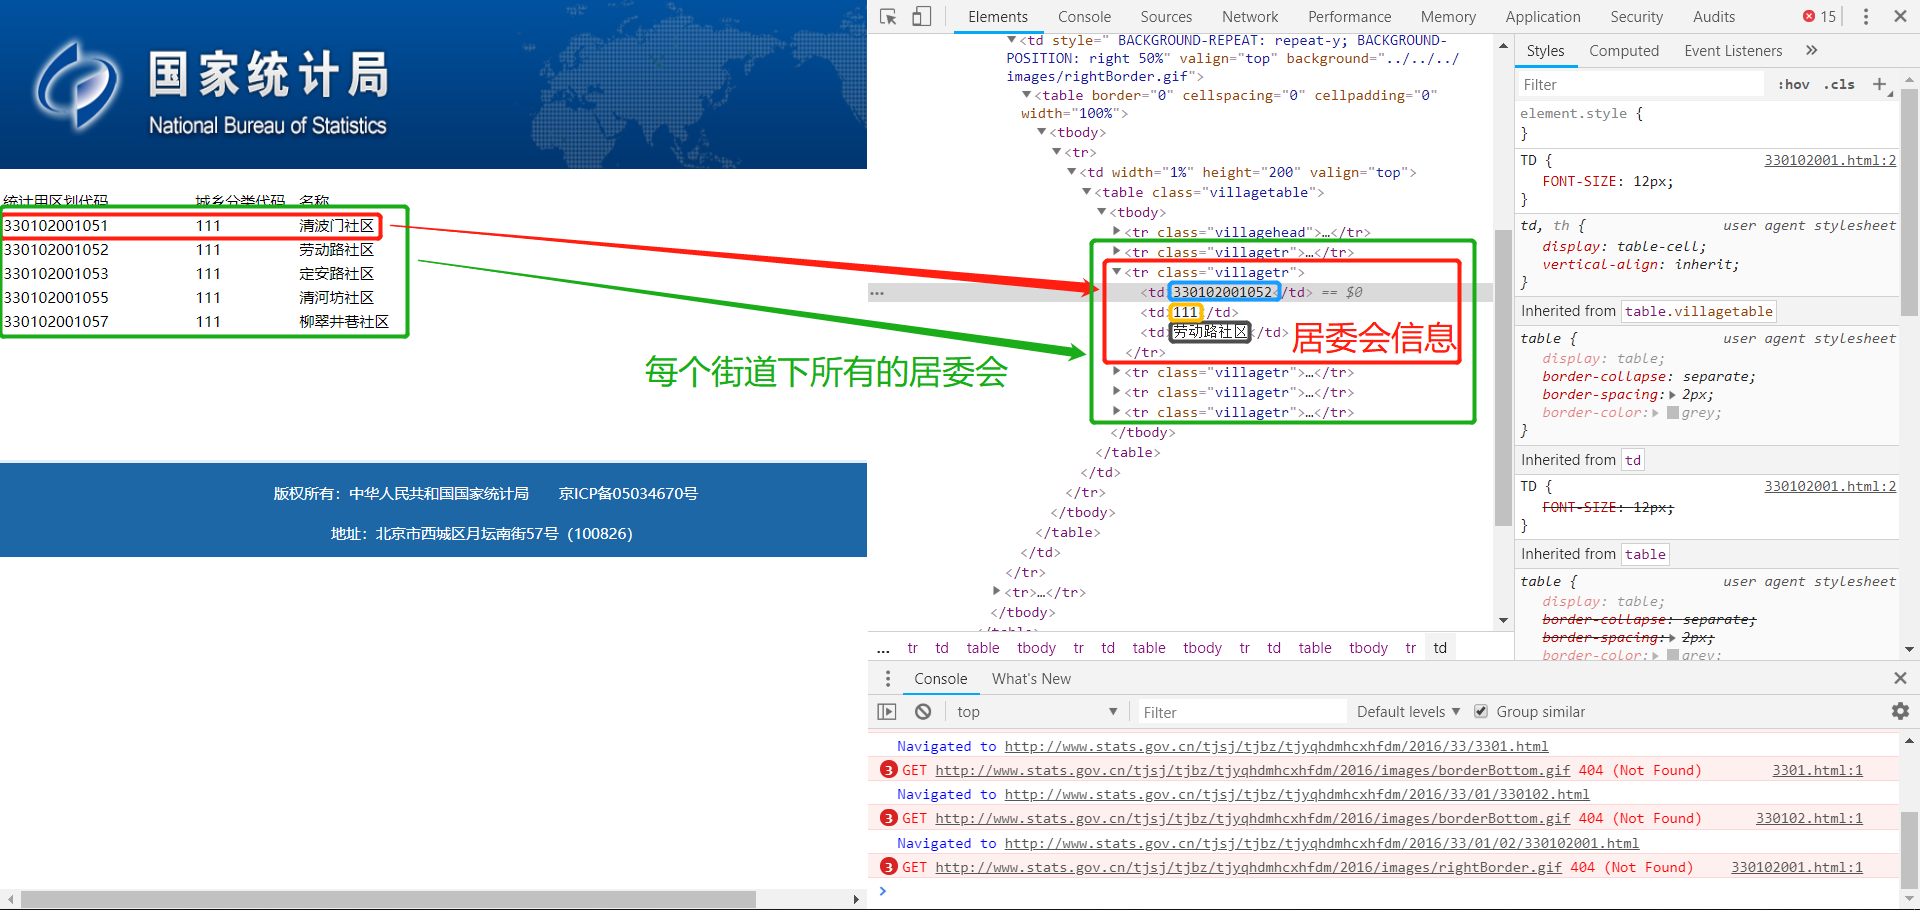 国家统计局
National Bureau of Statistics
统计用区划代码 城乡分类代码 名称
330102001051 111 清波门社区
330102001052 111 劳动路社区
330102001053 111 定安路社区
330102001055 111 清河坊社区
330102001057 111 柳翠井巷社区
每个街道下所有的居委会
版权所有：中华人民共和国国家统计局 京ICP备05034670号
地址：北京市西城区月坛南街57号（100826）
Elements Console Sources Network Performance Memory Application Security Audits 15
▼<td style=" BACKGROUND-REPEAT: repeat-y; BACKGROUND-
POSITION: right 50%" valign="top" background="../../../
images/rightBorder.gif">
▼<table border="0" cellspacing="0" cellpadding="0"
width="100%">
▼<tbody>
▼<tr>
▼<td width="1%" height="200" valign="top">
▼<table class="villagetable">
▼<tbody>
▶<tr class="villagehead">…</tr>
▶<tr class="villagetr">…</tr>
▼<tr class="villagetr">
... <td>330102001052</td> == $0
<td>111</td>
<td>劳动路社区</td>
居委会信息
</tr>
▶<tr class="villagetr">…</tr>
▶<tr class="villagetr">…</tr>
▶<tr class="villagetr">…</tr>
</tbody>
</table>
</td>
</tr>
</tbody>
</table>
</td>
</tr>
▶<tr>…</tr>
</tbody>
</table>
... tr td table tbody tr td table tbody tr td table tbody tr td
Styles Computed Event Listeners »
Filter :hov .cls +
element.style {
}
TD { 330102001.html:2
FONT-SIZE: 12px;
}
td, th { user agent stylesheet
display: table-cell;
vertical-align: inherit;
}
Inherited from table.villagetable
table { user agent stylesheet
display: table;
border-collapse: separate;
border-spacing:▶ 2px;
border-color:▶ grey;
}
Inherited from td
TD { 330102001.html:2
FONT-SIZE: 12px;
}
Inherited from table
table { user agent stylesheet
display: table;
border-collapse: separate;
border-spacing:▶ 2px;
border-color:▶ grey;
Console What's New
top ▼ Filter Default levels ▼ Group similar
Navigated to http://www.stats.gov.cn/tjsj/tjbz/tjyqhdmhcxhfdm/2016/33/3301.html
3 GET http://www.stats.gov.cn/tjsj/tjbz/tjyqhdmhcxhfdm/2016/images/borderBottom.gif 404 (Not Found) 3301.html:1
Navigated to http://www.stats.gov.cn/tjsj/tjbz/tjyqhdmhcxhfdm/2016/33/01/330102.html
3 GET http://www.stats.gov.cn/tjsj/tjbz/tjyqhdmhcxhfdm/2016/images/borderBottom.gif 404 (Not Found) 330102.html:1
Navigated to http://www.stats.gov.cn/tjsj/tjbz/tjyqhdmhcxhfdm/2016/33/01/02/330102001.html
3 GET http://www.stats.gov.cn/tjsj/tjbz/tjyqhdmhcxhfdm/2016/images/rightBorder.gif 404 (Not Found) 330102001.html:1
>